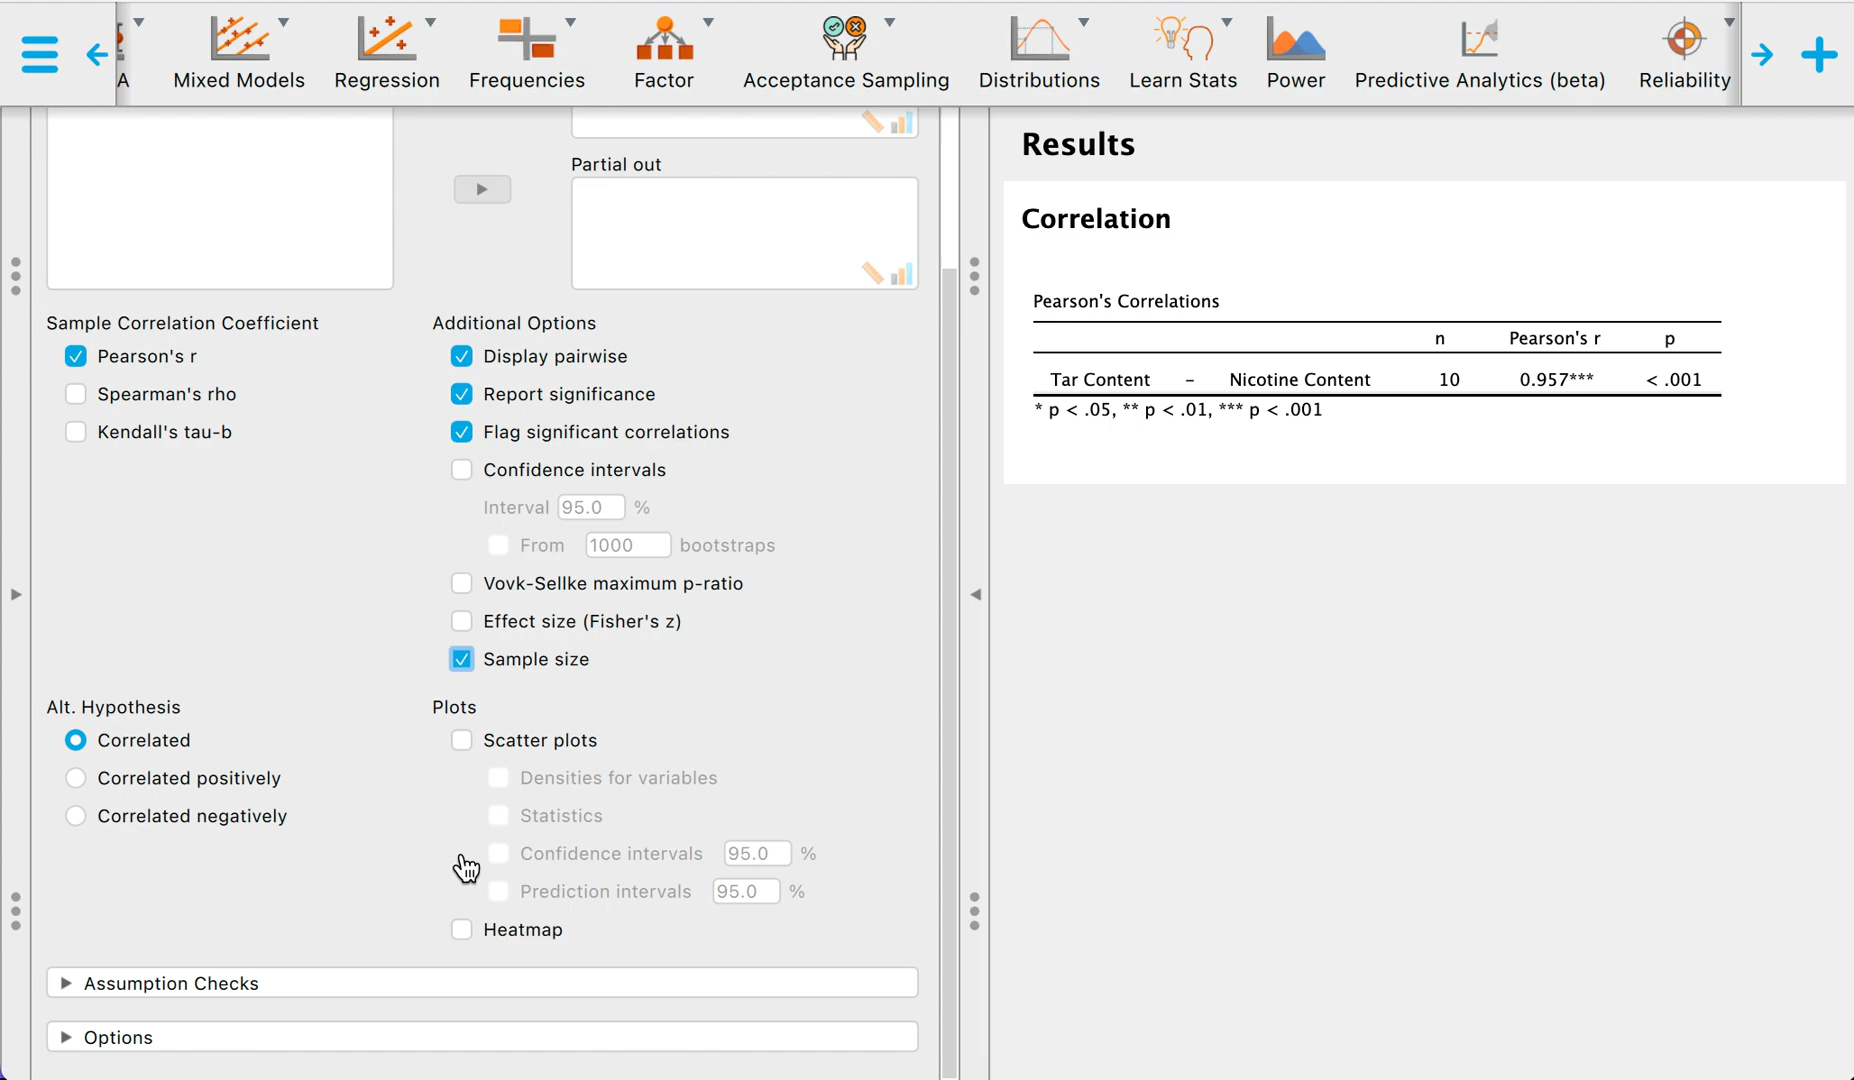 A
Mixed Models
Regression
Frequencies
Factor
Acceptance Sampling
Distributions
Learn Stats
Power
Predictive Analytics (beta)
Reliability
Partial out
Sample Correlation Coefficient
Pearson's r
Spearman's rho
Kendall's tau-b
Additional Options
Display pairwise
Report significance
Flag significant correlations
Confidence intervals
Interval 95.0 %
From 1000 bootstraps
Vovk-Sellke maximum p-ratio
Effect size (Fisher's z)
Sample size
Alt. Hypothesis
Correlated
Correlated positively
Correlated negatively
Plots
Scatter plots
Densities for variables
Statistics
Confidence intervals 95.0 %
Prediction intervals 95.0 %
Heatmap
Assumption Checks
Options
Results
Correlation
Pearson's Correlations
n Pearson's r p
Tar Content - Nicotine Content 10 0.957*** < .001
* p < .05, ** p < .01, *** p < .001